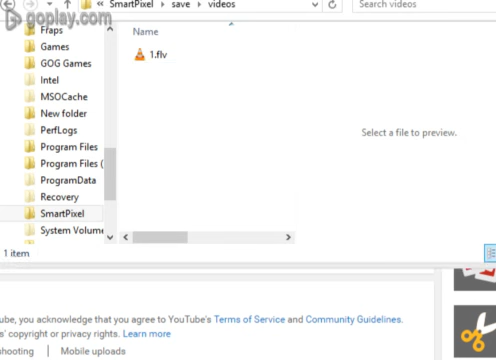 goplay.com
« SmartPixel ▸ save ▸ videos
Search videos
Fraps
Games
GOG Games
Intel
MSOCache
New folder
PerfLogs
Program Files
Program Files (
ProgramData
Recovery
SmartPixel
System Volume
Name
1.flv
Select a file to preview.
1 item
ube, you acknowledge that you agree to YouTube's Terms of Service and Community Guidelines.
s' copyright or privacy rights. Learn more
shooting | Mobile uploads